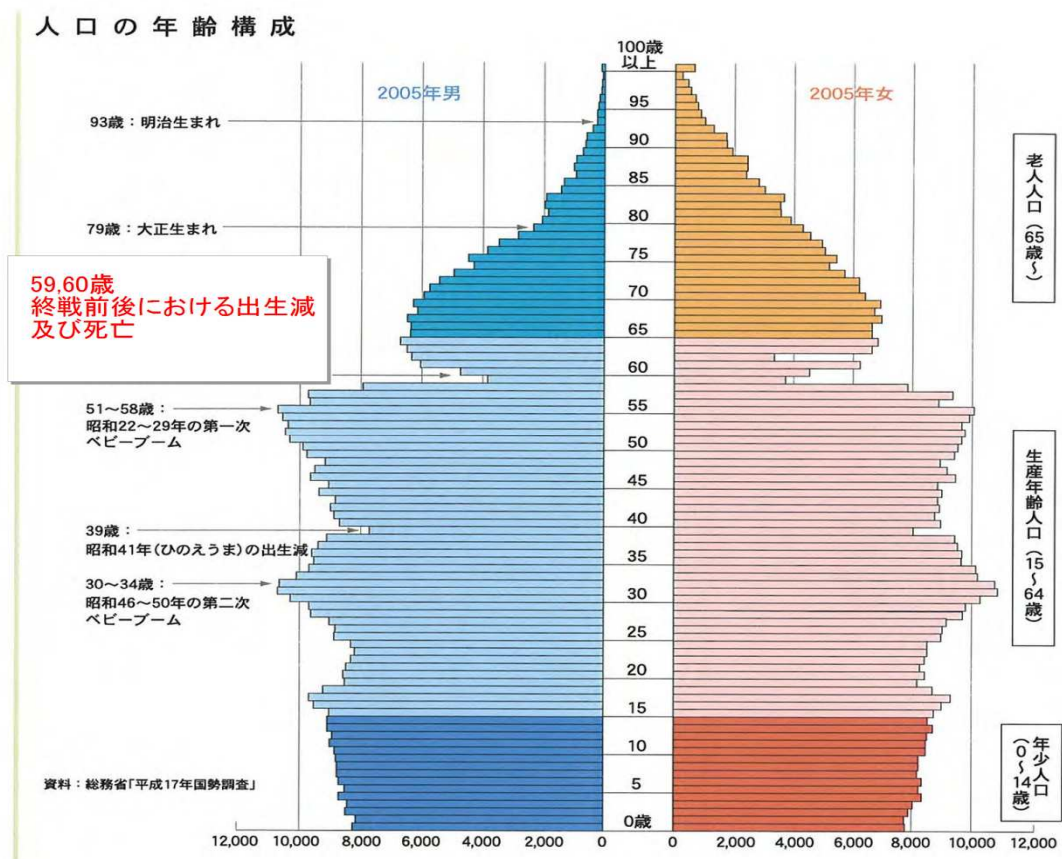 人口の年齢構成
100歳
以上
2005年男
2005年女
95
93歳：明治生まれ
90
85
80
79歳：大正生まれ
75
59,60歳
終戦前後における出生減
及び死亡
70
65
60
51～58歳：
昭和22～29年の第一次
ベビーブーム
55
50
45
40
39歳：
昭和41年(ひのえうま)の出生減
35
30～34歳：
昭和46～50年の第二次
ベビーブーム
30
25
20
15
10
5
0歳
老人人口（65歳～）
生産年齢人口（15～64歳）
年少人口
（0～14歳）
資料：総務省「平成17年国勢調査」
12,000 10,000 8,000 6,000 4,000 2,000 0 0 2,000 4,000 6,000 8,000 10,000 12,000